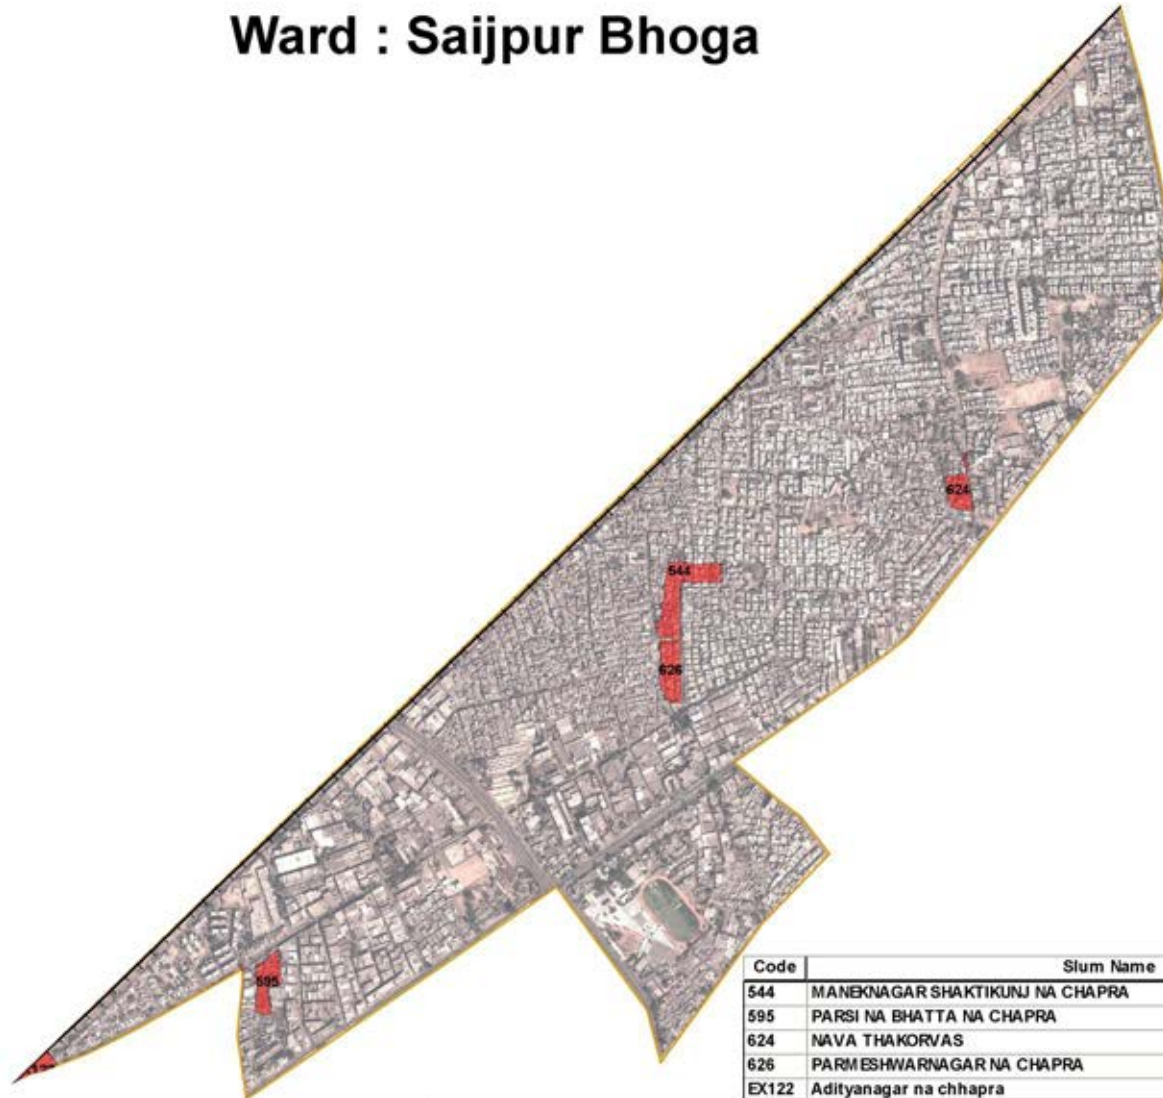 Ward : Saijpur Bhoga
624
544
626
595
Code Slum Name
544 MANEKNAGAR SHAKTIKUNJ NA CHAPRA
595 PARSI NA BHATTA NA CHAPRA
624 NAVA THAKORVAS
626 PARMESHWARNAGAR NA CHAPRA
EX122 Adityanagar na chhapra